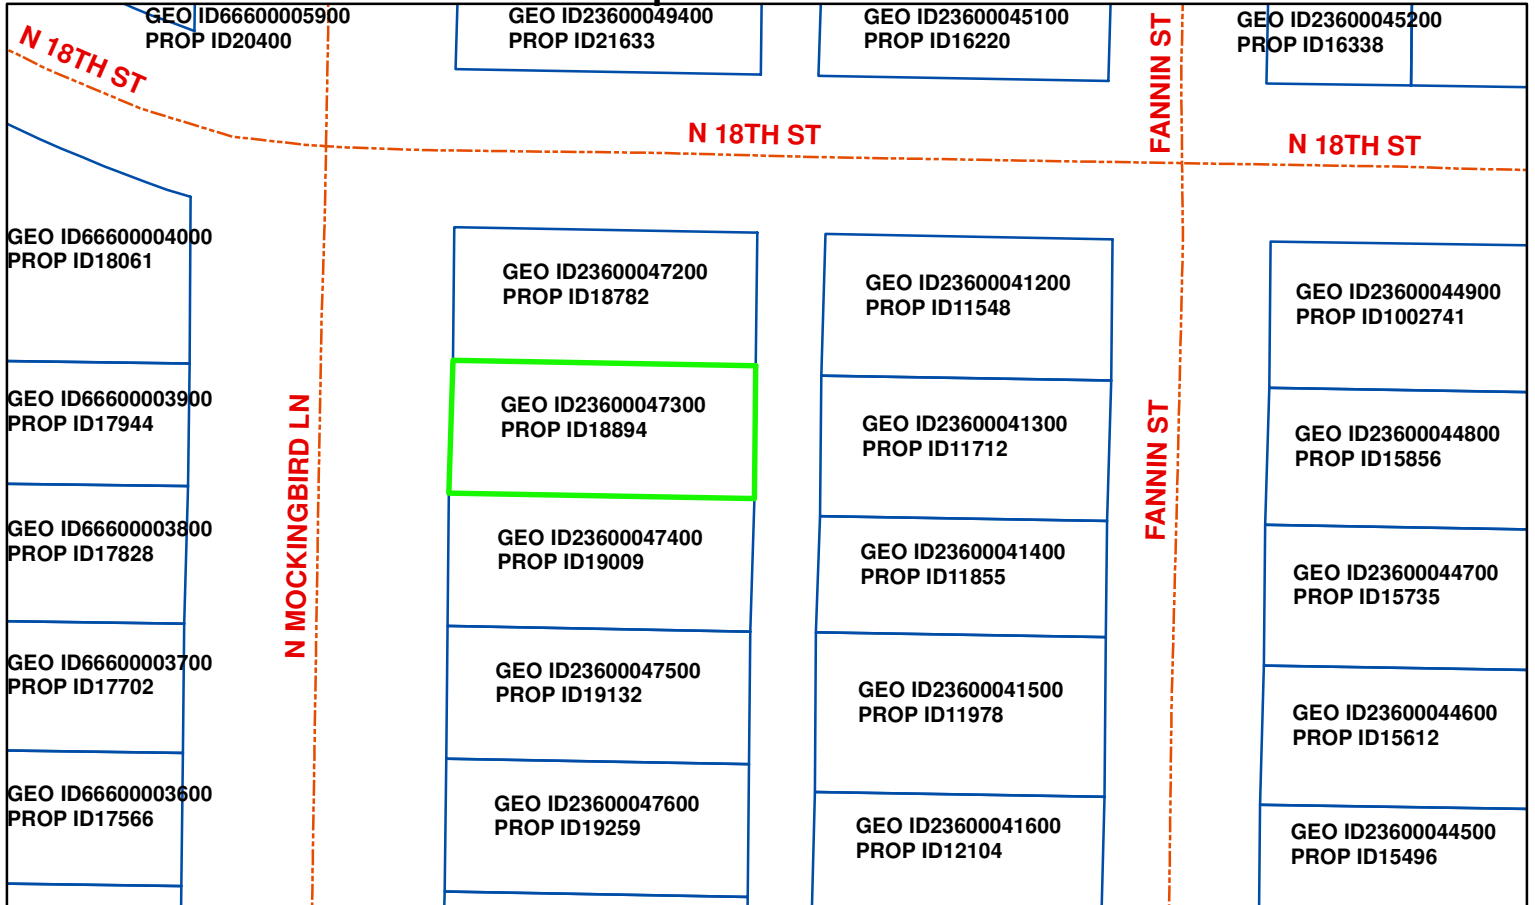 GEO ID66600005900
PROP ID20400
GEO ID23600049400
PROP ID21633
GEO ID23600045100
PROP ID16220
FANNIN ST
GEO ID23600045200
PROP ID16338
N 18TH ST
N 18TH ST
N 18TH ST
GEO ID66600004000
PROP ID18061
GEO ID23600047200
PROP ID18782
GEO ID23600041200
PROP ID11548
GEO ID23600044900
PROP ID1002741
GEO ID66600003900
PROP ID17944
N MOCKINGBIRD LN
GEO ID23600047300
PROP ID18894
GEO ID23600041300
PROP ID11712
FANNIN ST
GEO ID23600044800
PROP ID15856
GEO ID66600003800
PROP ID17828
GEO ID23600047400
PROP ID19009
GEO ID23600041400
PROP ID11855
GEO ID23600044700
PROP ID15735
GEO ID66600003700
PROP ID17702
GEO ID23600047500
PROP ID19132
GEO ID23600041500
PROP ID11978
GEO ID23600044600
PROP ID15612
GEO ID66600003600
PROP ID17566
GEO ID23600047600
PROP ID19259
GEO ID23600041600
PROP ID12104
GEO ID23600044500
PROP ID15496